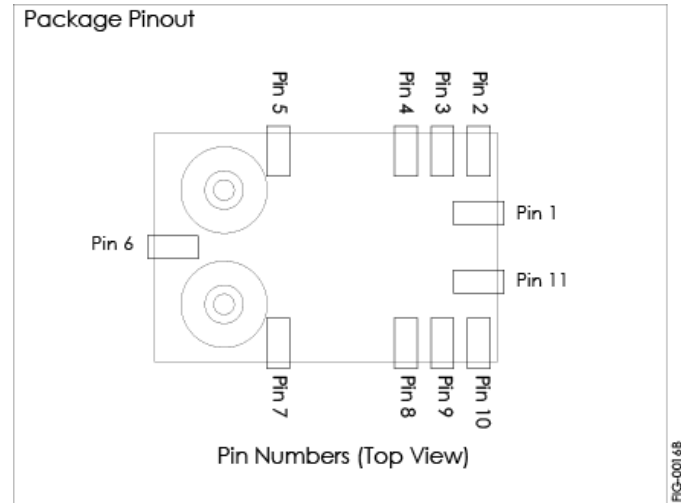 Package Pinout
Pin 5
Pin 4
Pin 3
Pin 2
Pin 1
Pin 6
Pin 11
Pin 7
Pin 8
Pin 9
Pin 10
Pin Numbers (Top View)
FIG-0016B